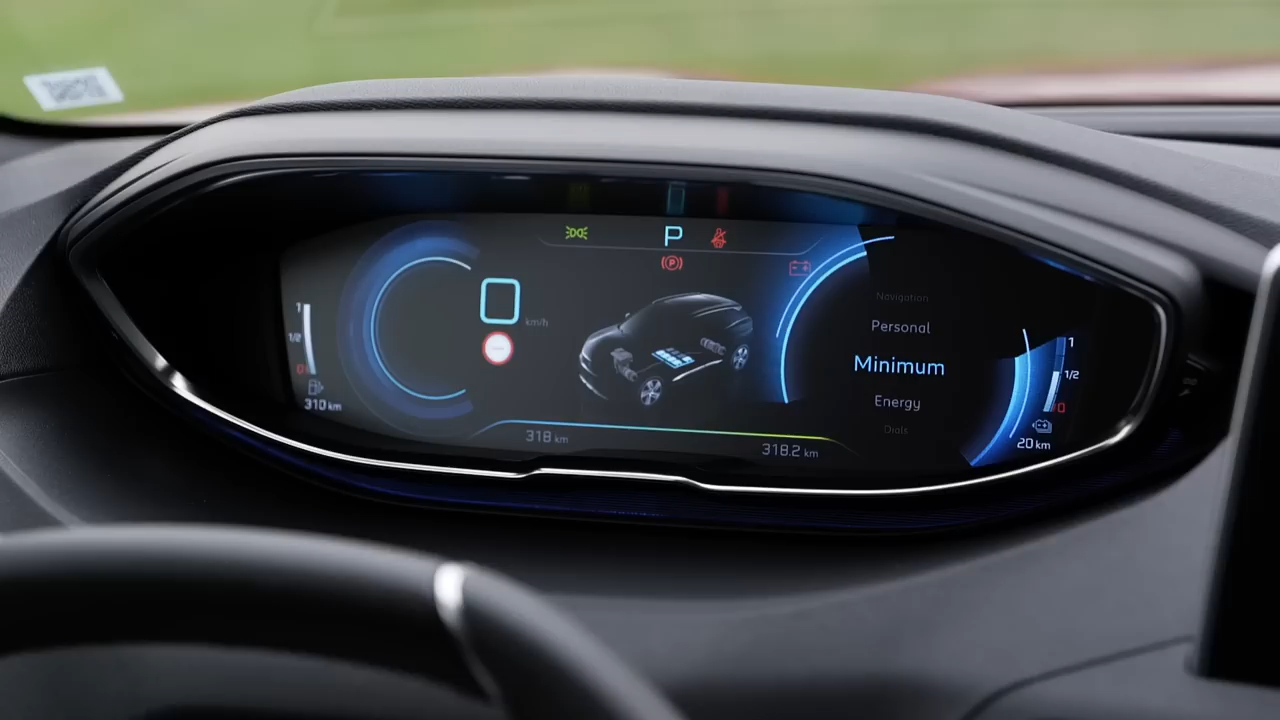 P
(P)
0
km/h
Navigation
Personal
Minimum
Energy
Dials
1
1/2
0
310 km
318 km
318.2 km
1
1/2
0
20 km